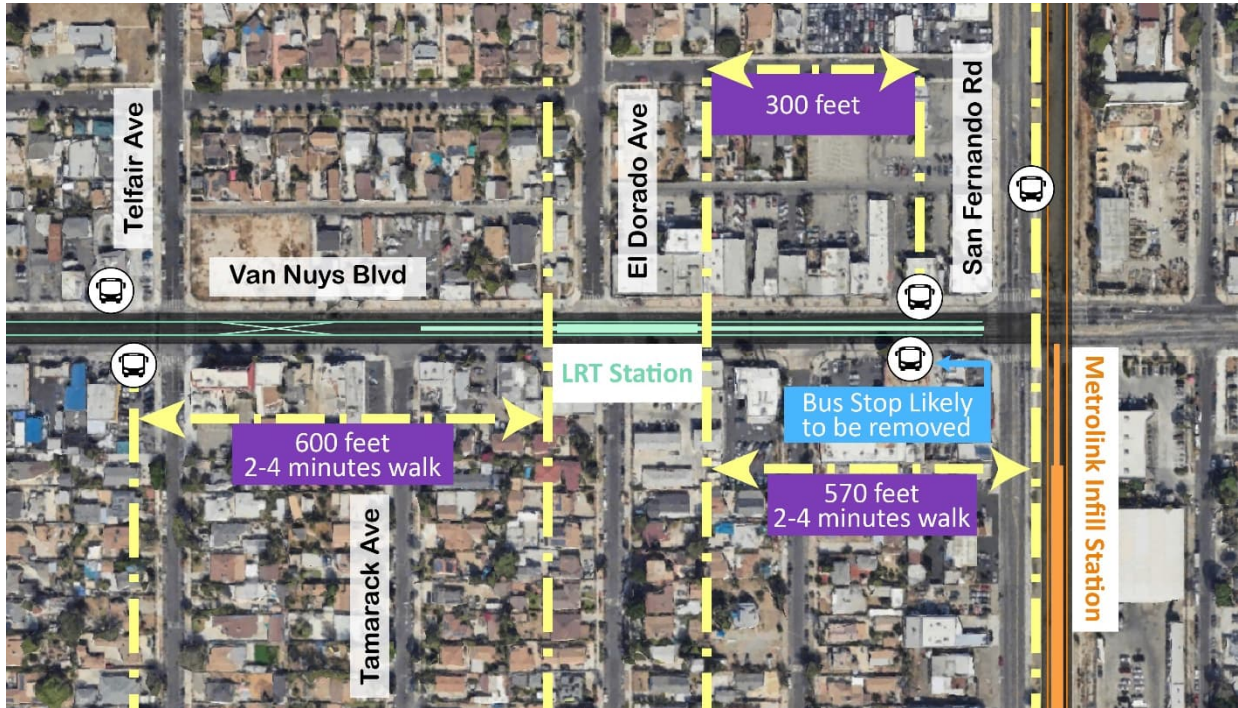 Telfair Ave
Van Nuys Blvd
El Dorado Ave
300 feet
San Fernando Rd
LRT Station
Bus Stop Likely
to be removed
600 feet
2-4 minutes walk
570 feet
2-4 minutes walk
Tamarack Ave
Metrolink Infill Station